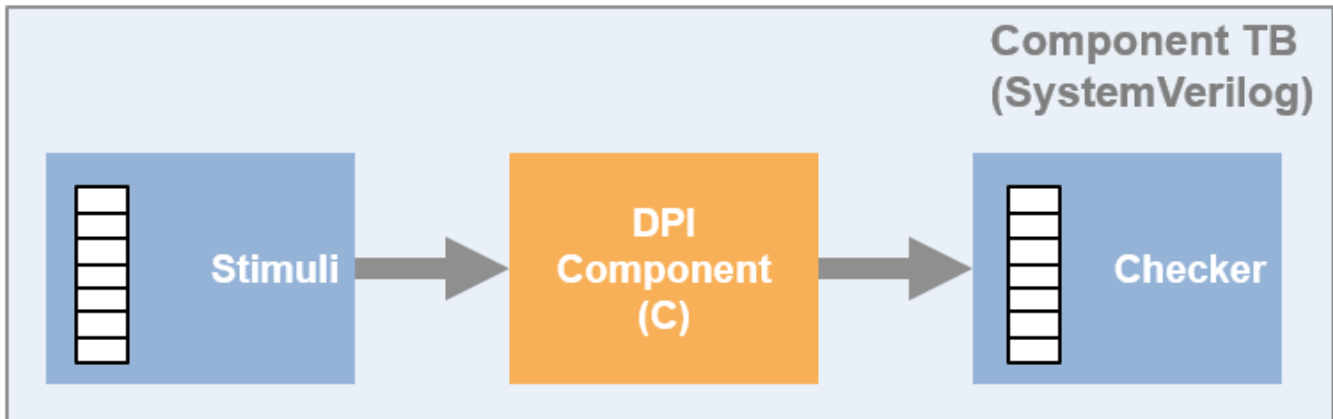 Component TB
(SystemVerilog)
Stimuli
DPI
Component
(C)
Checker